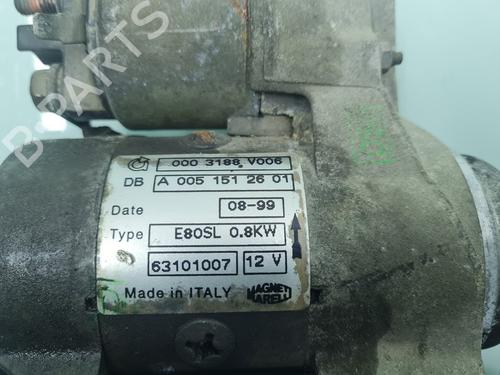 B-PARTS
000 3188 V006
DB A 005 151 26 01
Date 08-99
Type E80SL 0.8KW
63101007 12 V
Made in ITALY MAGNETI MARELLI